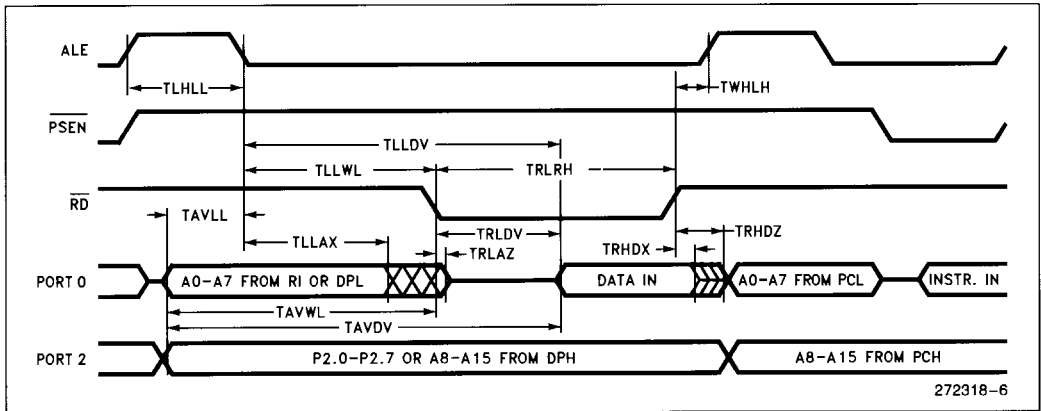 ALE
TLHLL
TWHLH
PSEN
TLLDV
TLLWL
TRLRH
RD
TAVLL
TRLDV
TRHDZ
TLLAX
TRLAZ
TRHDX
PORT 0
A0-A7 FROM RI OR DPL
DATA IN
A0-A7 FROM PCL
INSTR. IN
TAVWL
TAVDV
PORT 2
P2.0-P2.7 OR A8-A15 FROM DPH
A8-A15 FROM PCH
272318-6